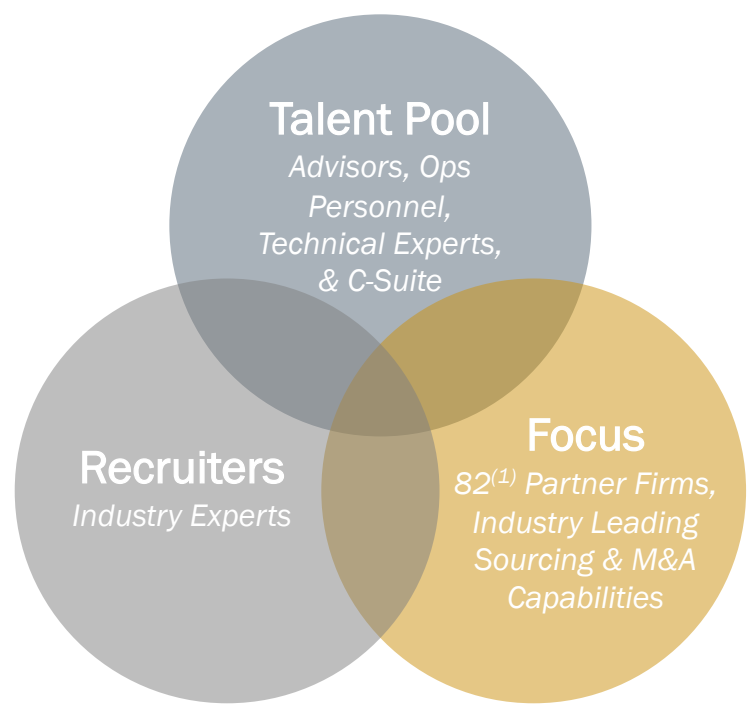 Talent Pool
Advisors, Ops
Personnel,
Technical Experts,
& C-Suite
Recruiters
Industry Experts
Focus
82(1) Partner Firms,
Industry Leading
Sourcing & M&A
Capabilities